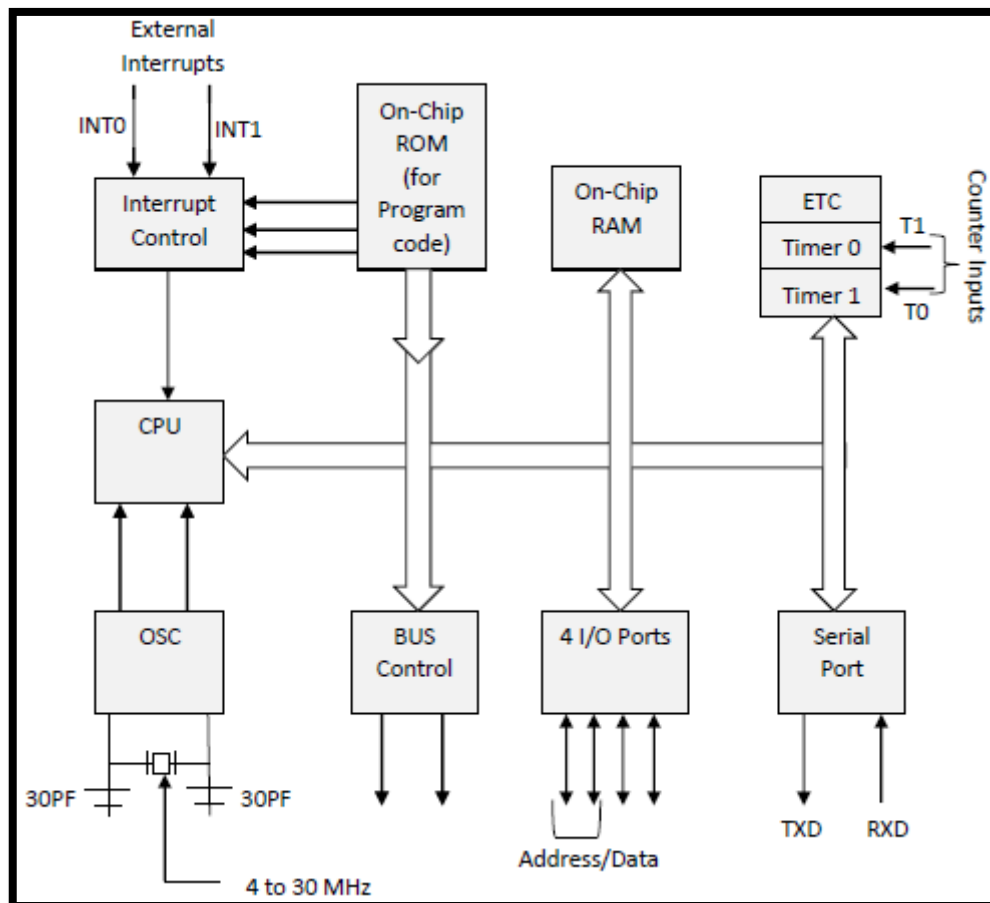 External
Interrupts
INT0
INT1
Interrupt
Control
On-Chip
ROM
(for
Program
code)
On-Chip
RAM
ETC
Timer 0
Timer 1
T1
T0
Counter Inputs
CPU
OSC
BUS
Control
4 I/O Ports
Serial
Port
30PF
30PF
4 to 30 MHz
Address/Data
TXD
RXD